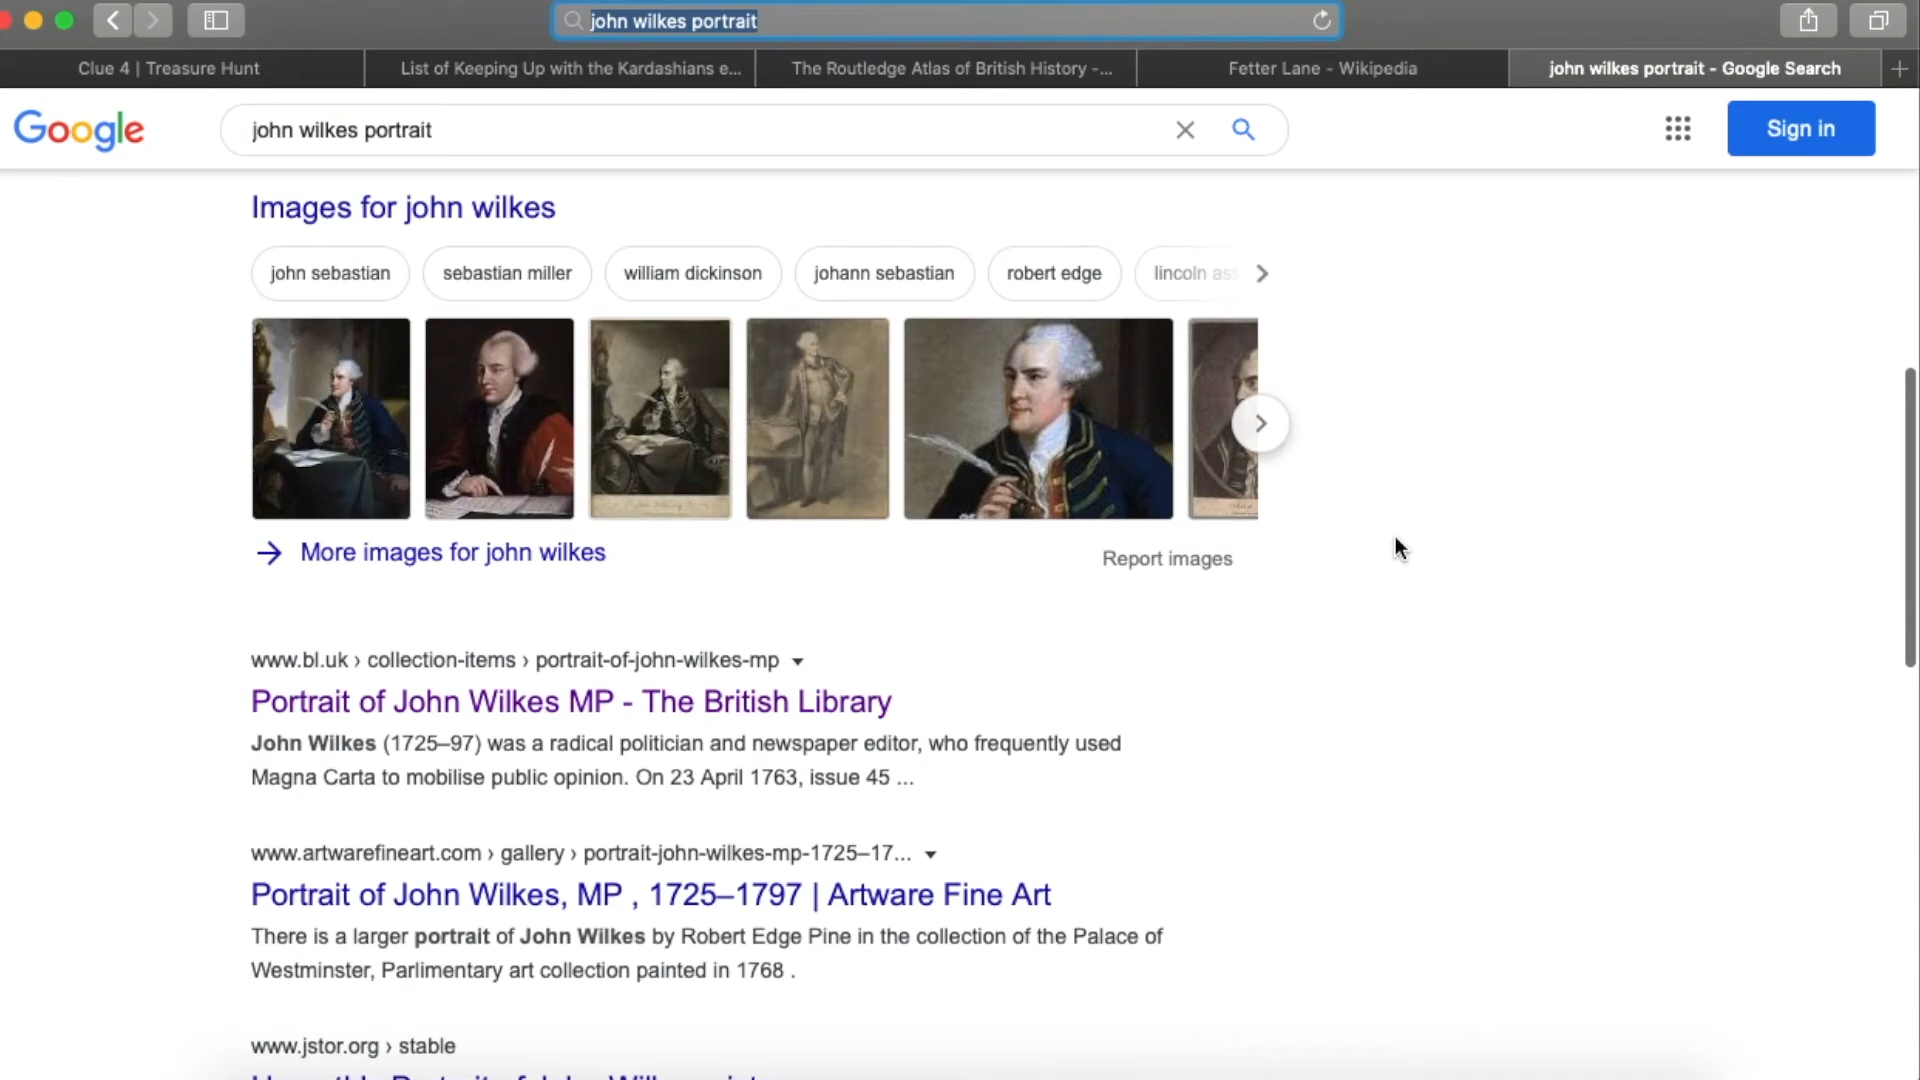 john wilkes portrait
Clue 4 | Treasure Hunt
List of Keeping Up with the Kardashians e...
The Routledge Atlas of British History -...
Fetter Lane - Wikipedia
john wilkes portrait - Google Search
Google
john wilkes portrait
Sign in
Images for john wilkes
john sebastian
sebastian miller
william dickinson
johann sebastian
robert edge
lincoln ass
More images for john wilkes
Report images
www.bl.uk › collection-items › portrait-of-john-wilkes-mp
Portrait of John Wilkes MP - The British Library
John Wilkes (1725–97) was a radical politician and newspaper editor, who frequently used
Magna Carta to mobilise public opinion. On 23 April 1763, issue 45 ...
www.artwarefineart.com › gallery › portrait-john-wilkes-mp-1725–17...
Portrait of John Wilkes, MP , 1725–1797 | Artware Fine Art
There is a larger portrait of John Wilkes by Robert Edge Pine in the collection of the Palace of
Westminster, Parlimentary art collection painted in 1768 .
www.jstor.org › stable